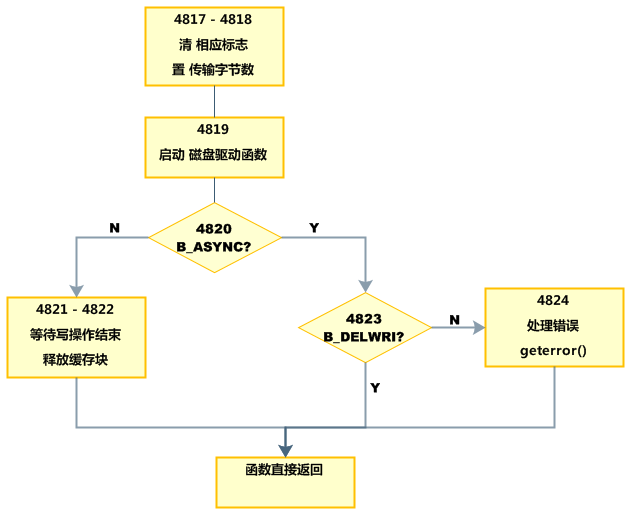 4817 - 4818
清 相应标志
置 传输字节数
4819
启动 磁盘驱动函数
4820
B_ASYNC?
N
Y
4821 - 4822
等待写操作结束
释放缓存块
4823
B_DELWRI?
N
Y
4824
处理错误
geterror()
函数直接返回